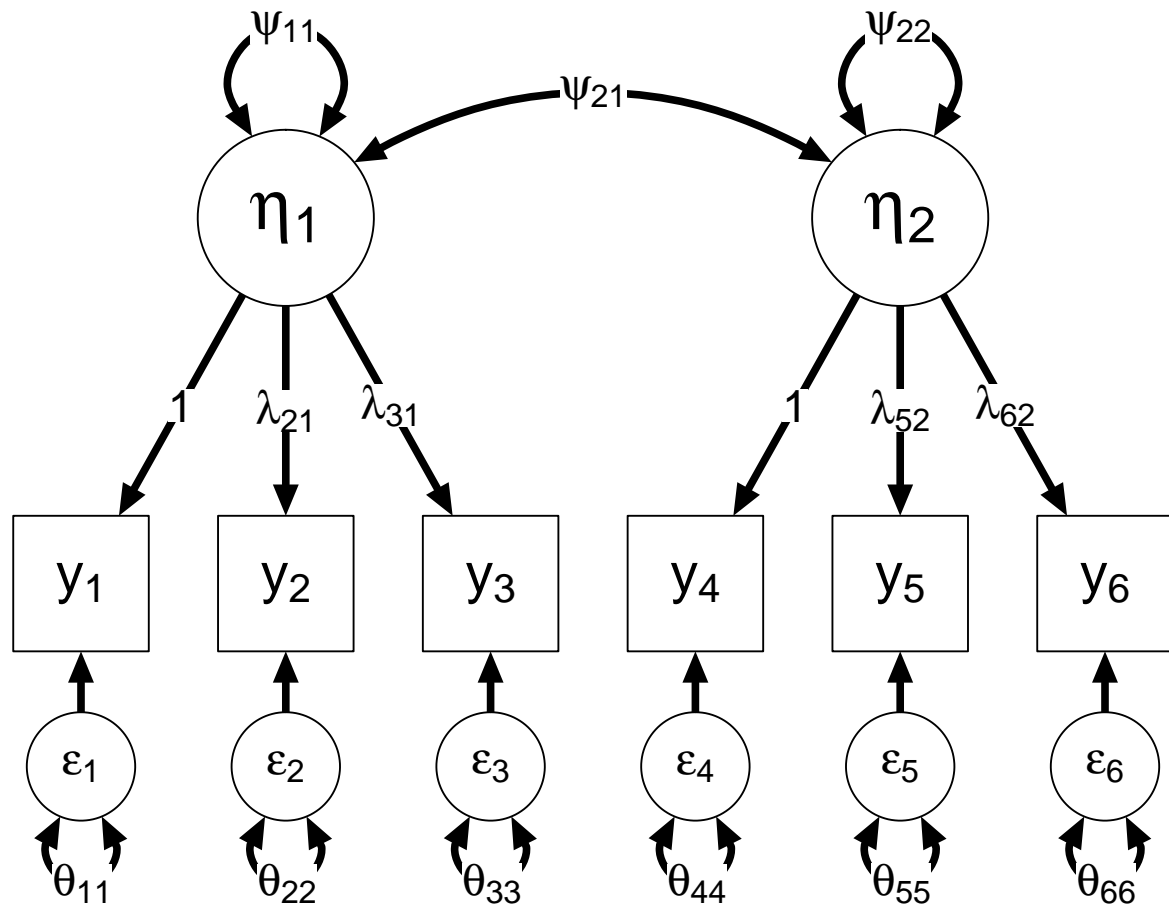 ψ11 ψ22
ψ21
η1 η2
1 λ21 λ31 1 λ52 λ62
y1 y2 y3 y4 y5 y6
ε1 ε2 ε3 ε4 ε5 ε6
θ11 θ22 θ33 θ44 θ55 θ66